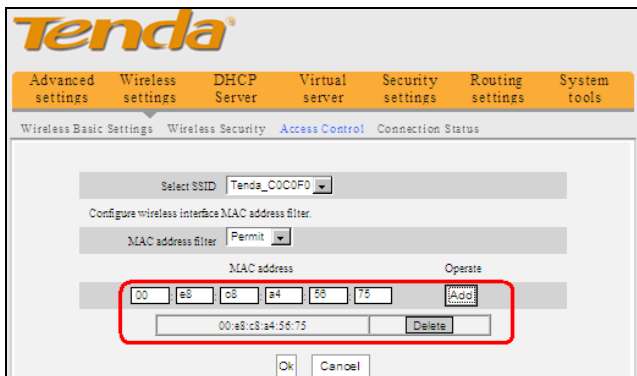 Tenda®
Advanced settings Wireless settings DHCP Server Virtual server Security settings Routing settings System tools
Wireless Basic Settings Wireless Security Access Control Connection Status
Select SSID Tenda_C0C0F0
Configure wireless interface MAC address filter.
MAC address filter Permit
MAC address Operate
00 : e8 : c8 : a4 : 56 : 75 Add
00:e8:c8:a4:56:75 Delete
Ok Cancel